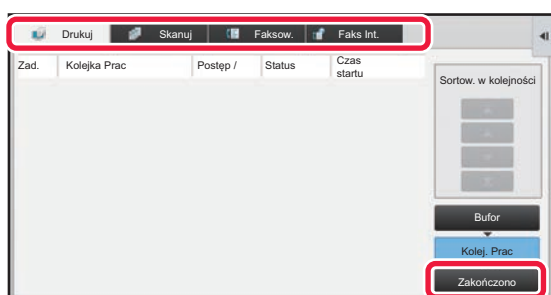 Drukuj Skanuj Faksow. Faks Int.
Zad. Kolejka Prac Postęp / Status Czas
startu
Sortow. w kolejności
Bufor
Kolej. Prac
Zakończono